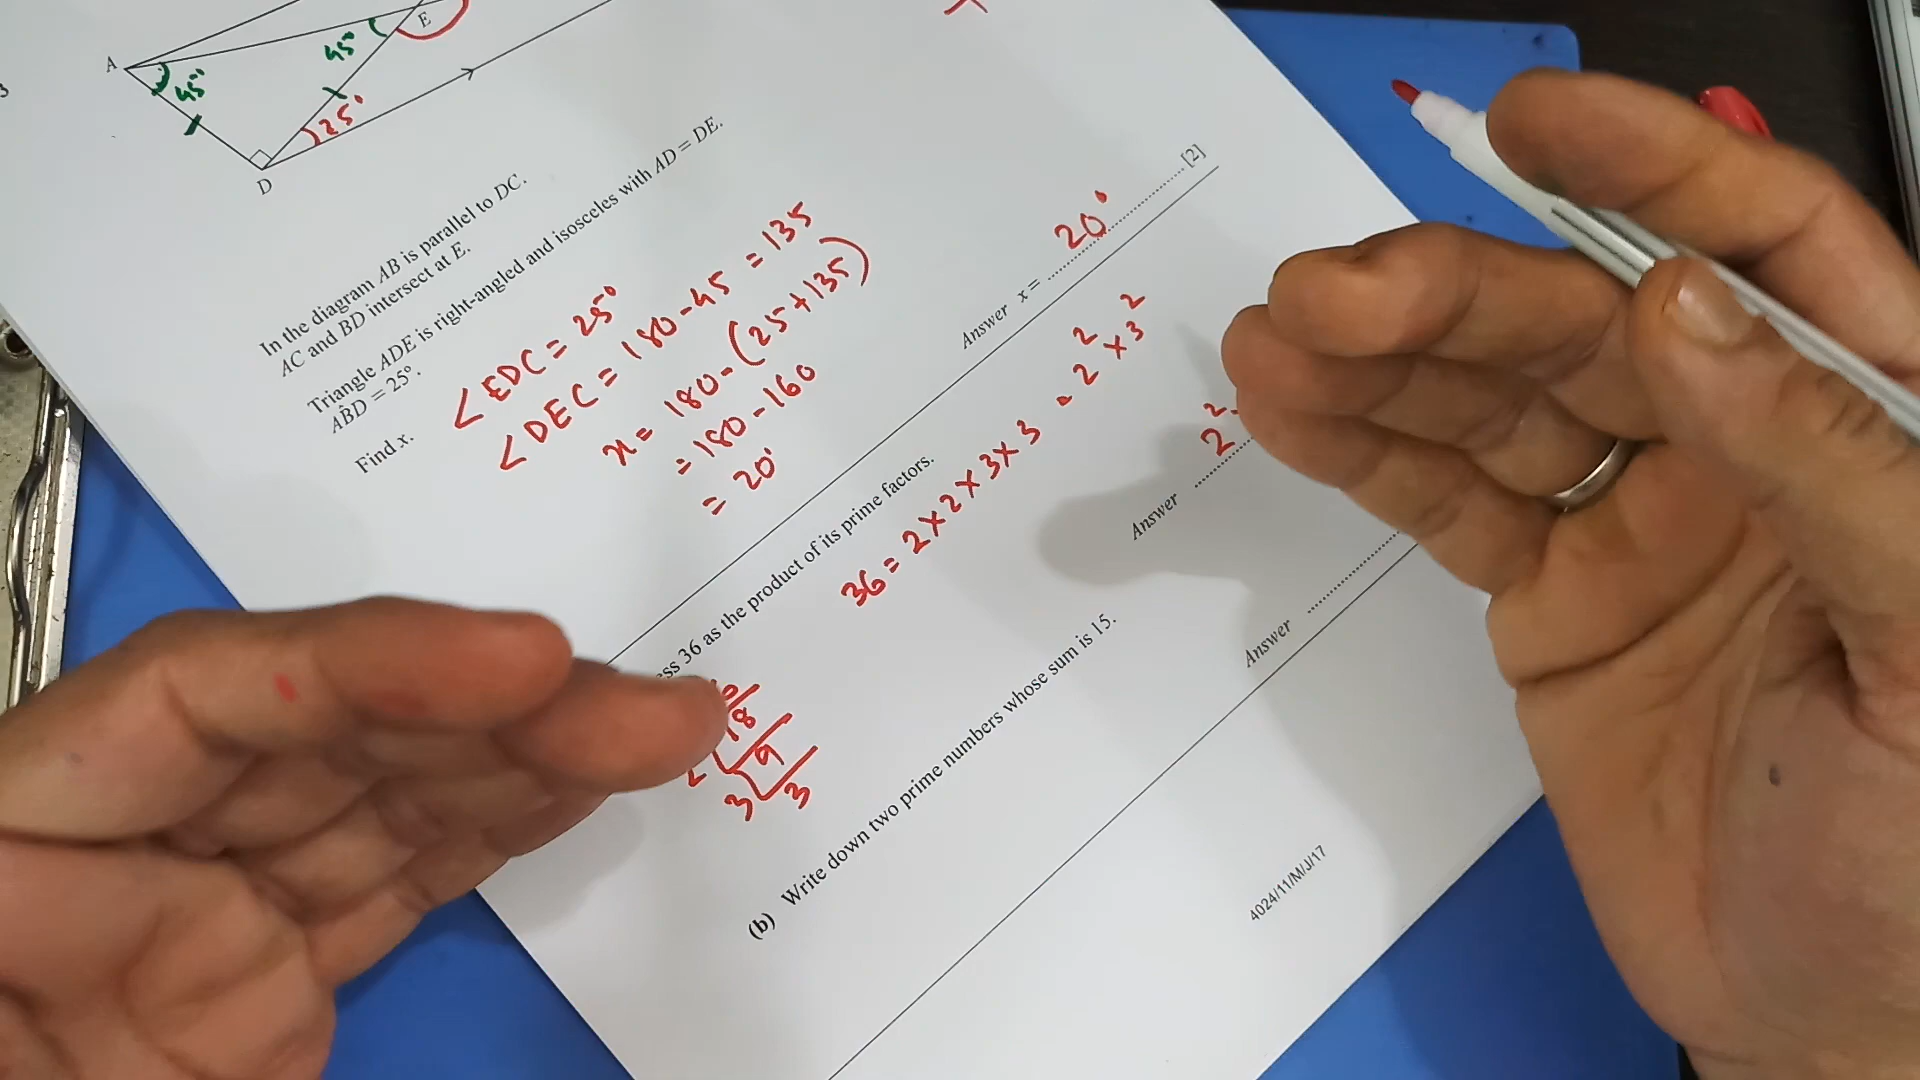 A
E
45°
45°
25°
D
In the diagram AB is parallel to DC.
AC and BD intersect at E.
Triangle ADE is right-angled and isosceles with AD = DE.
AB̂D = 25°.
Find x.
∠EDC = 25°
∠DEC = 180 - 45 = 135
x = 180 - (25 + 135)
= 180 - 160
= 20°
Answer x = 20° [2]
36 as the product of its prime factors.
36 = 2 × 2 × 3 × 3 = 2² × 3²
18
9
3 3
Answer 2²
(b) Write down two prime numbers whose sum is 15.
Answer
4024/11/M/J/17